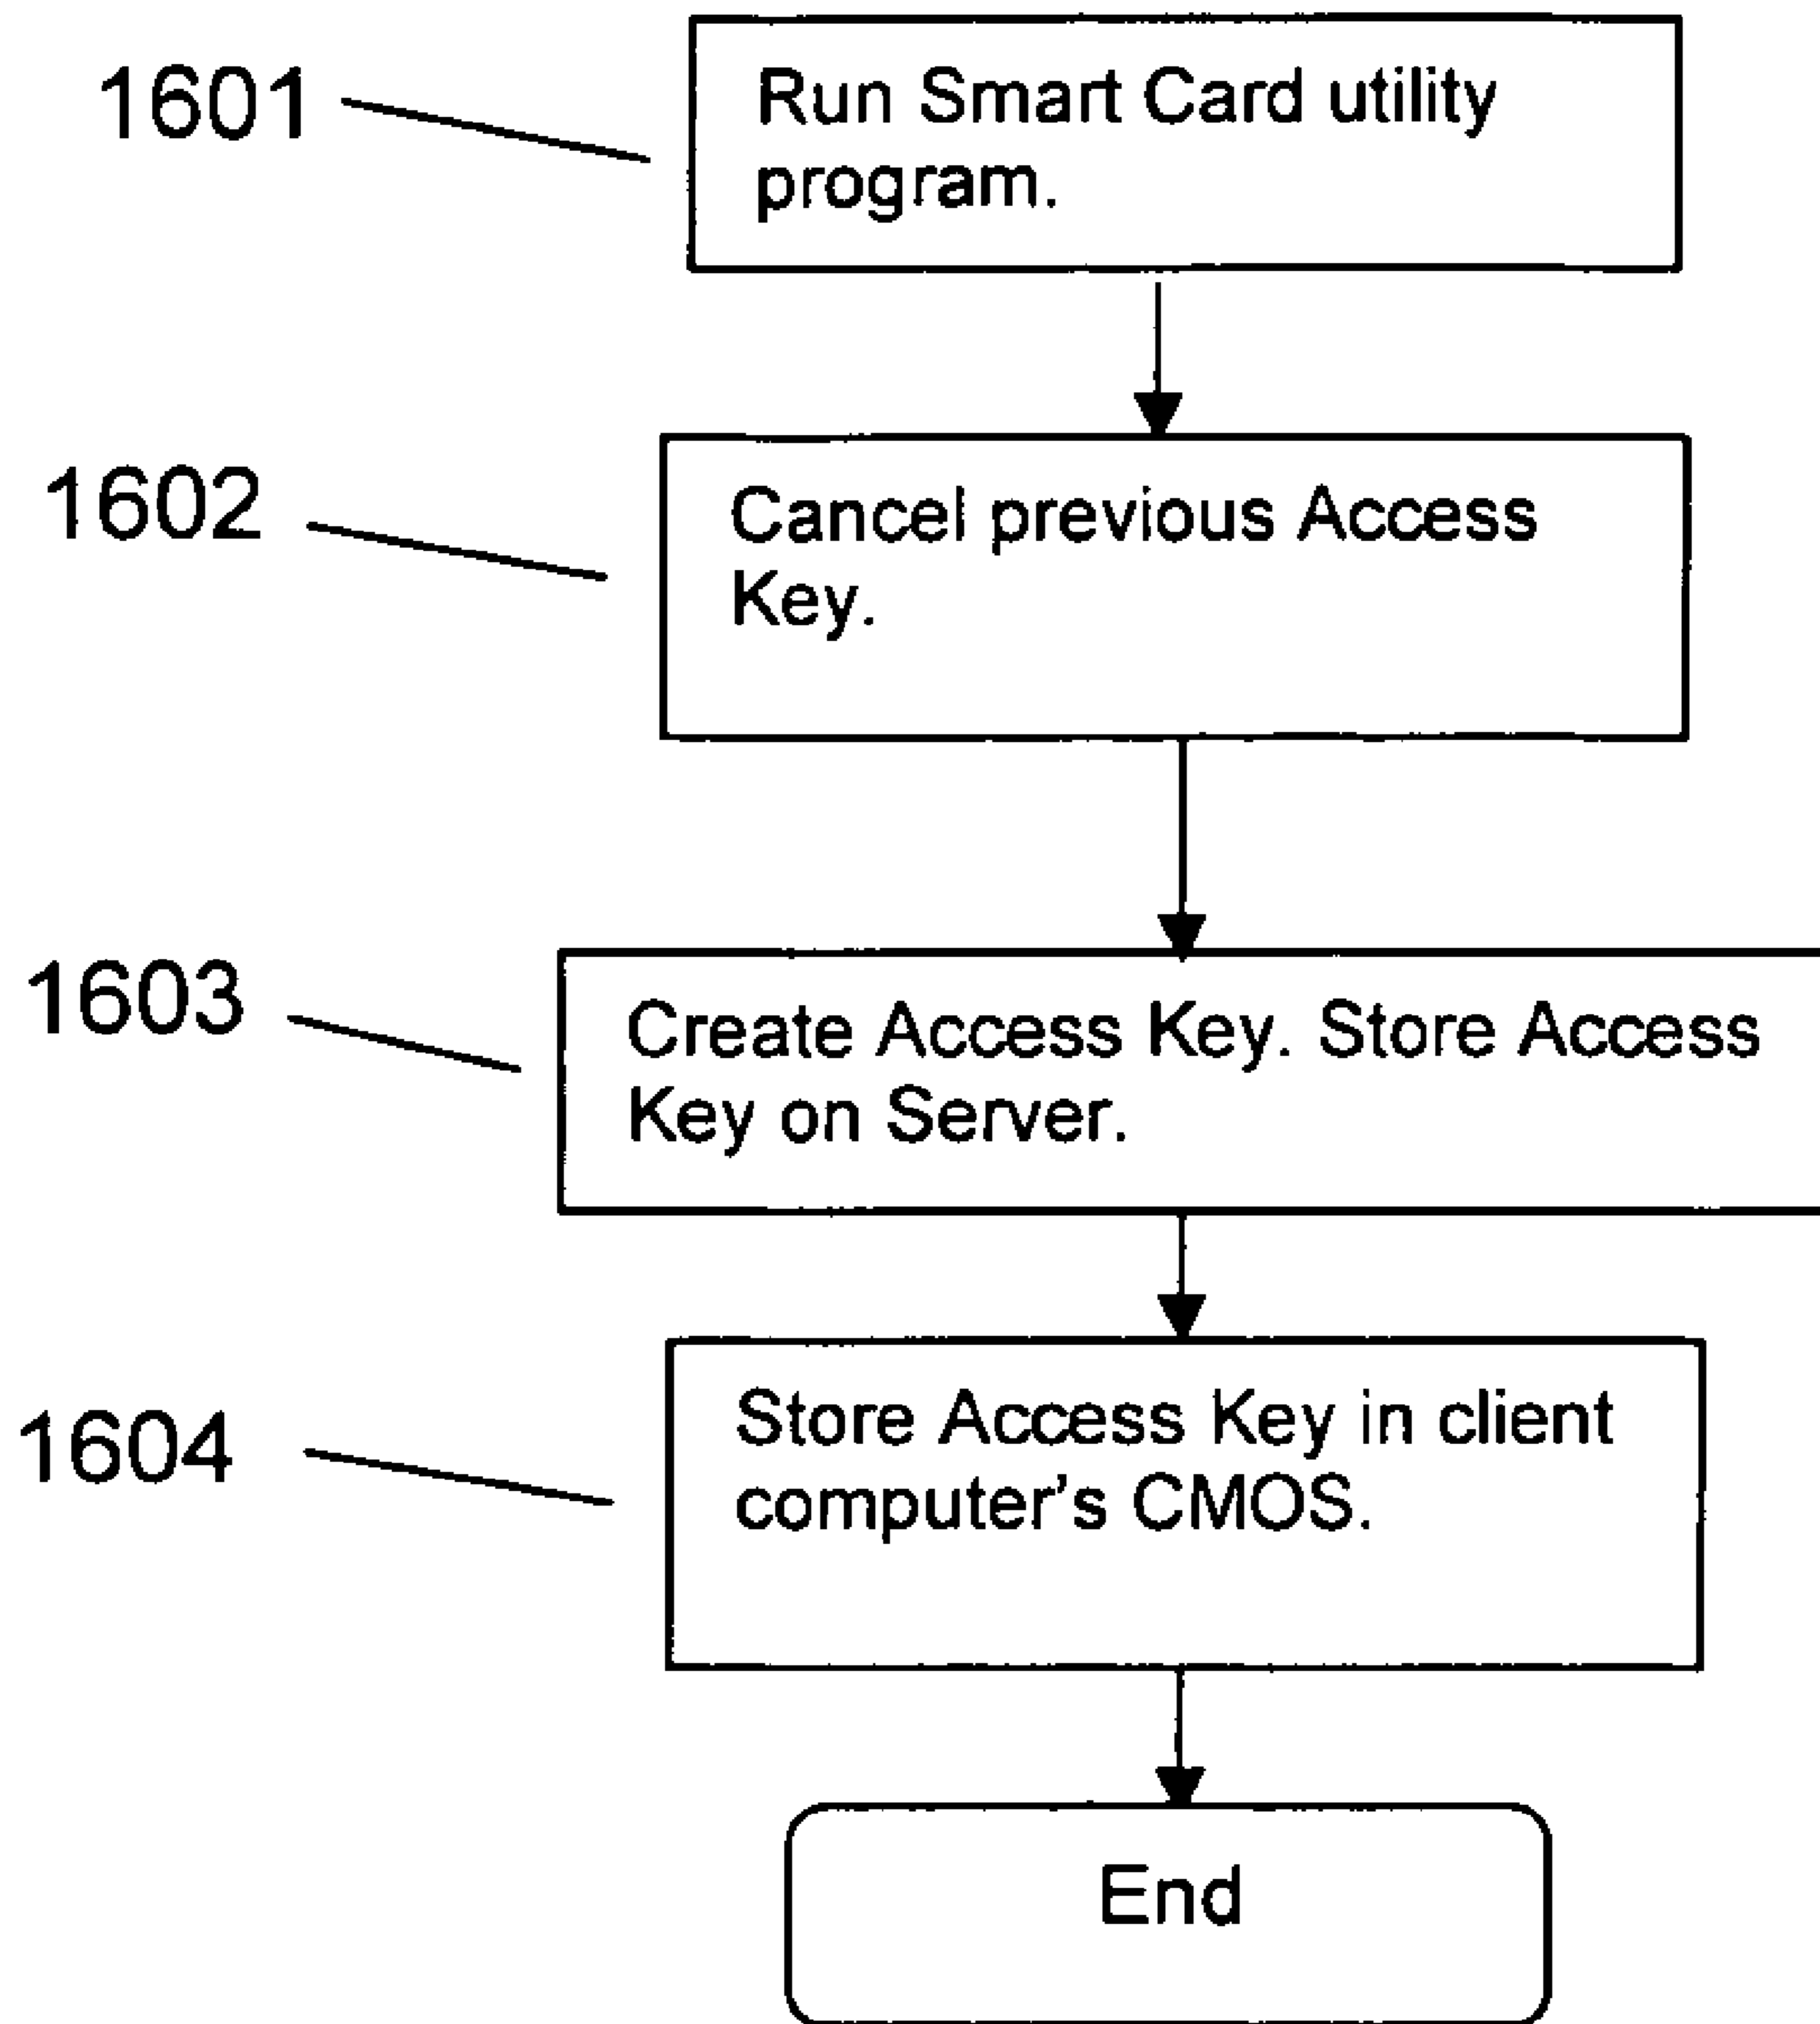 1601
Run Smart Card utility
program.
1602
Cancel previous Access
Key.
1603
Create Access Key. Store Access
Key on Server.
1604
Store Access Key in client
computer's CMOS.
End